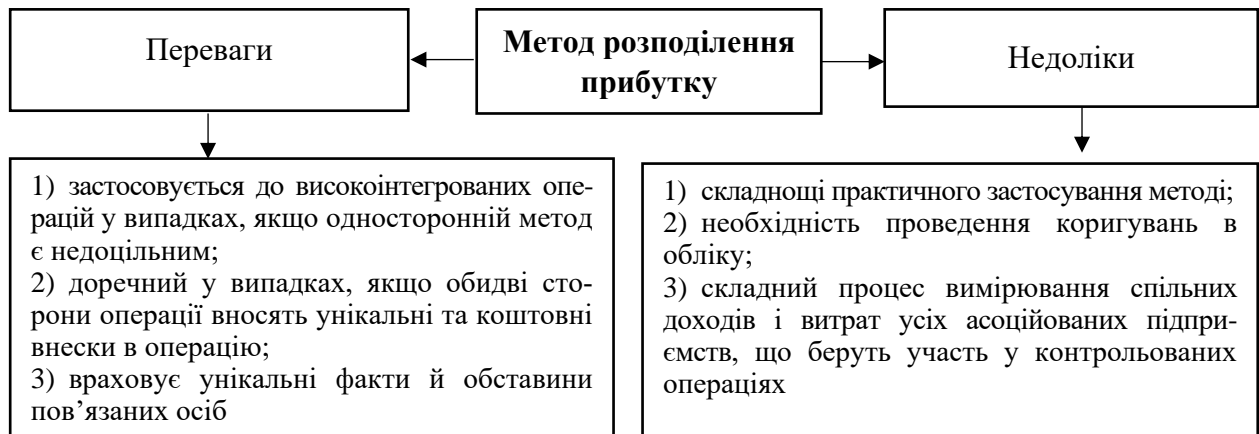 Переваги
Метод розподілення
прибутку
Недоліки
1) застосовується до високоінтегрованих опе-
рацій у випадках, якщо односторонній метод
є недоцільним;
2) доречний у випадках, якщо обидві сто-
рони операції вносять унікальні та коштовні
внески в операцію;
3) враховує унікальні факти й обставини
пов’язаних осіб
1) складнощі практичного застосування методі;
2) необхідність проведення коригувань в
обліку;
3) складний процес вимірювання спільних
доходів і витрат усіх асоційованих підпри-
ємств, що беруть участь у контрольованих
операціях